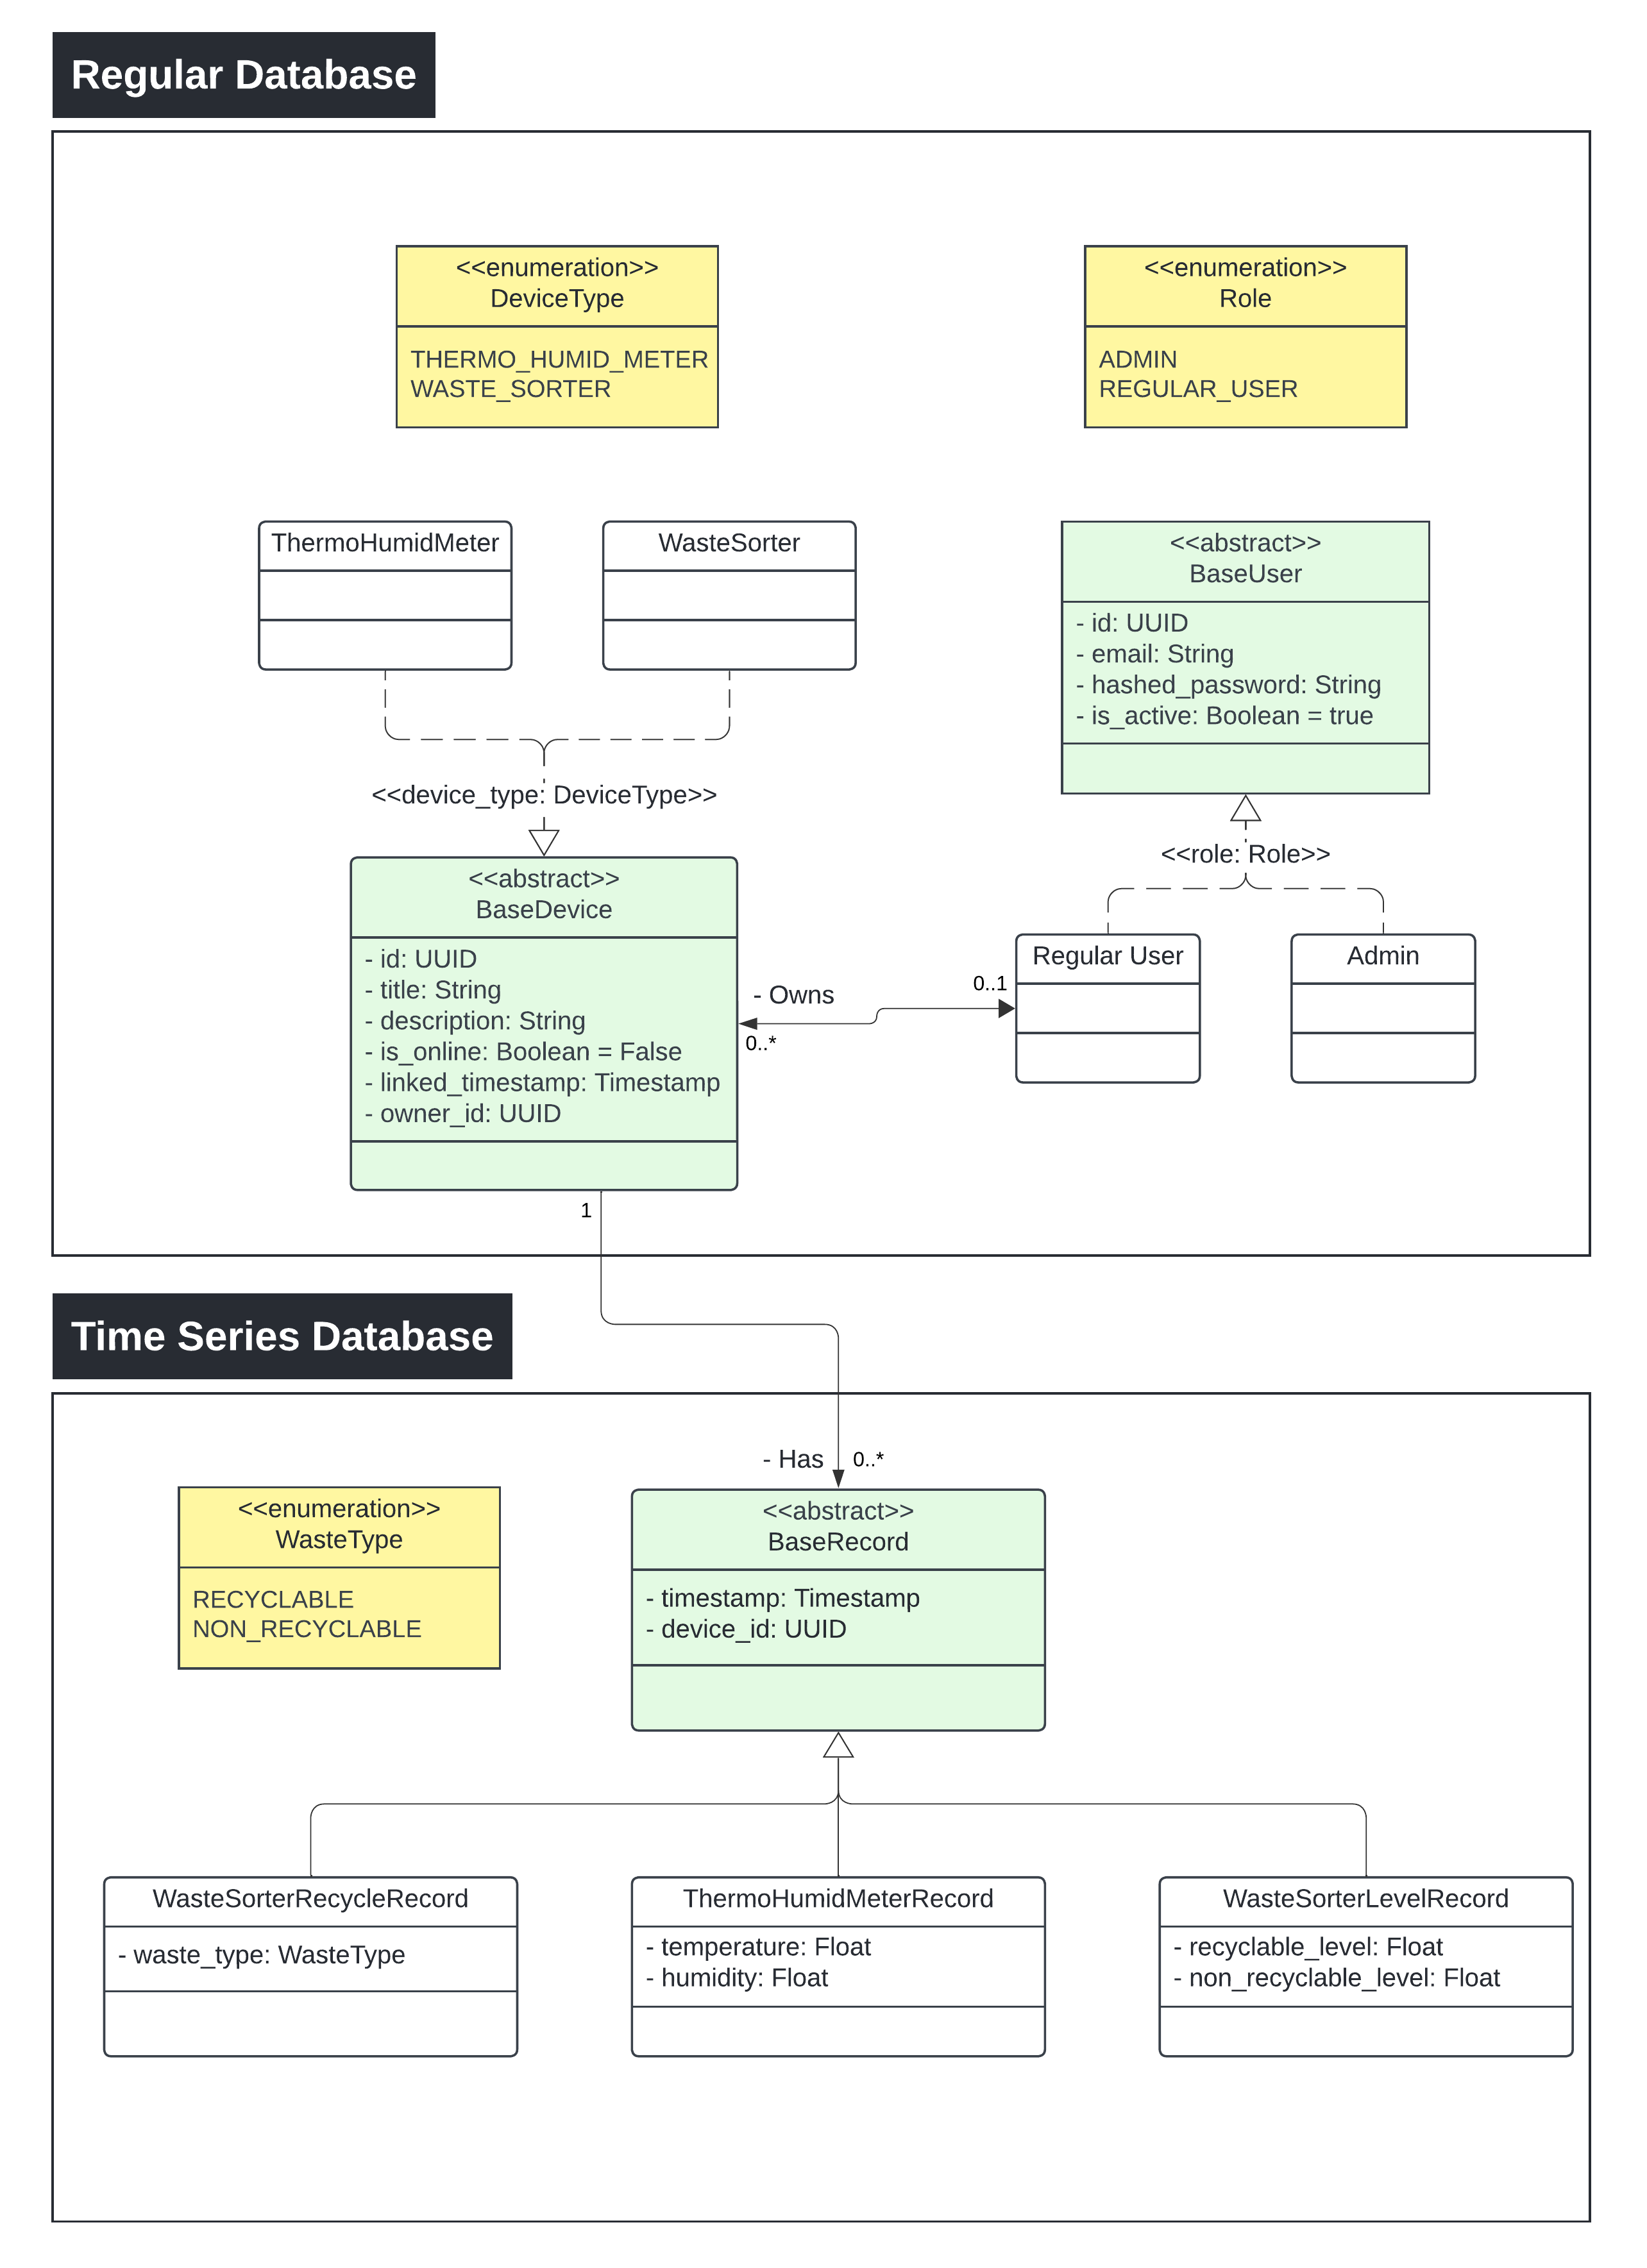 Regular Database
<<enumeration>>
DeviceType
THERMO_HUMID_METER
WASTE_SORTER
<<enumeration>>
Role
ADMIN
REGULAR_USER
ThermoHumidMeter
WasteSorter
<<abstract>>
BaseUser
- id: UUID
- email: String
- hashed_password: String
- is_active: Boolean = true
<<device_type: DeviceType>>
<<role: Role>>
<<abstract>>
BaseDevice
- id: UUID
- title: String
- description: String
- is_online: Boolean = False
- linked_timestamp: Timestamp
- owner_id: UUID
- Owns
0..*
0..1
Regular User
Admin
1
Time Series Database
- Has
0..*
<<enumeration>>
WasteType
RECYCLABLE
NON_RECYCLABLE
<<abstract>>
BaseRecord
- timestamp: Timestamp
- device_id: UUID
WasteSorterRecycleRecord
- waste_type: WasteType
ThermoHumidMeterRecord
- temperature: Float
- humidity: Float
WasteSorterLevelRecord
- recyclable_level: Float
- non_recyclable_level: Float